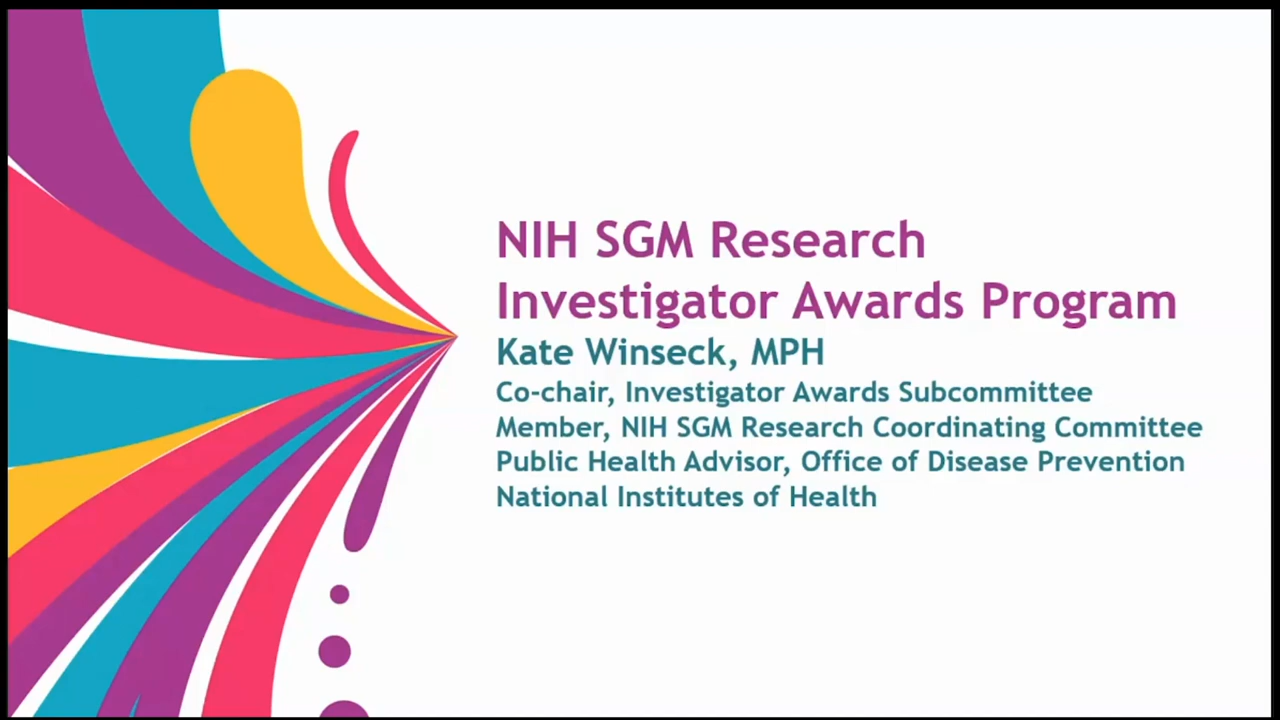 NIH SGM Research
Investigator Awards Program
Kate Winseck, MPH
Co-chair, Investigator Awards Subcommittee
Member, NIH SGM Research Coordinating Committee
Public Health Advisor, Office of Disease Prevention
National Institutes of Health